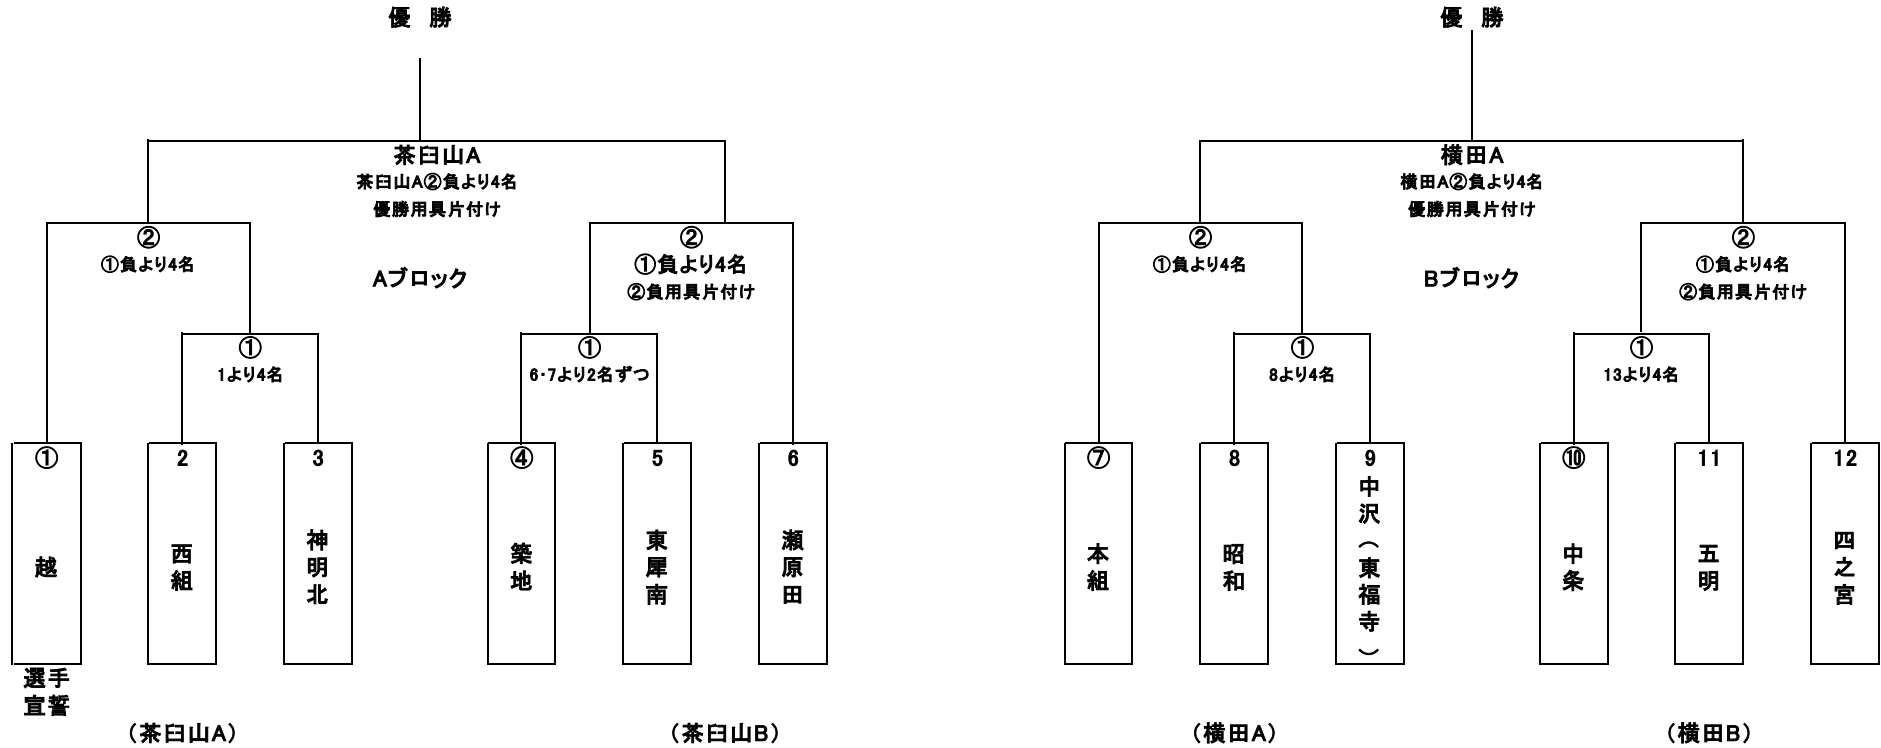 優　勝
茶臼山A
茶臼山A②負より4名
優勝用具片付け
②
①負より4名
Aブロック
②
①負より4名
②負用具片付け
①
1より4名
①
6・7より2名ずつ
①
越
選手
宣誓
2
西組
3
神明北
④
築地
5
東犀南
6
瀬原田
（茶臼山A）
（茶臼山B）
優　勝
横田A
横田A②負より4名
優勝用具片付け
②
①負より4名
Bブロック
②
①負より4名
②負用具片付け
①
8より4名
①
13より4名
⑦
本組
8
昭和
9
中沢（東福寺）
⑩
中条
11
五明
12
四之宮
（横田A）
（横田B）